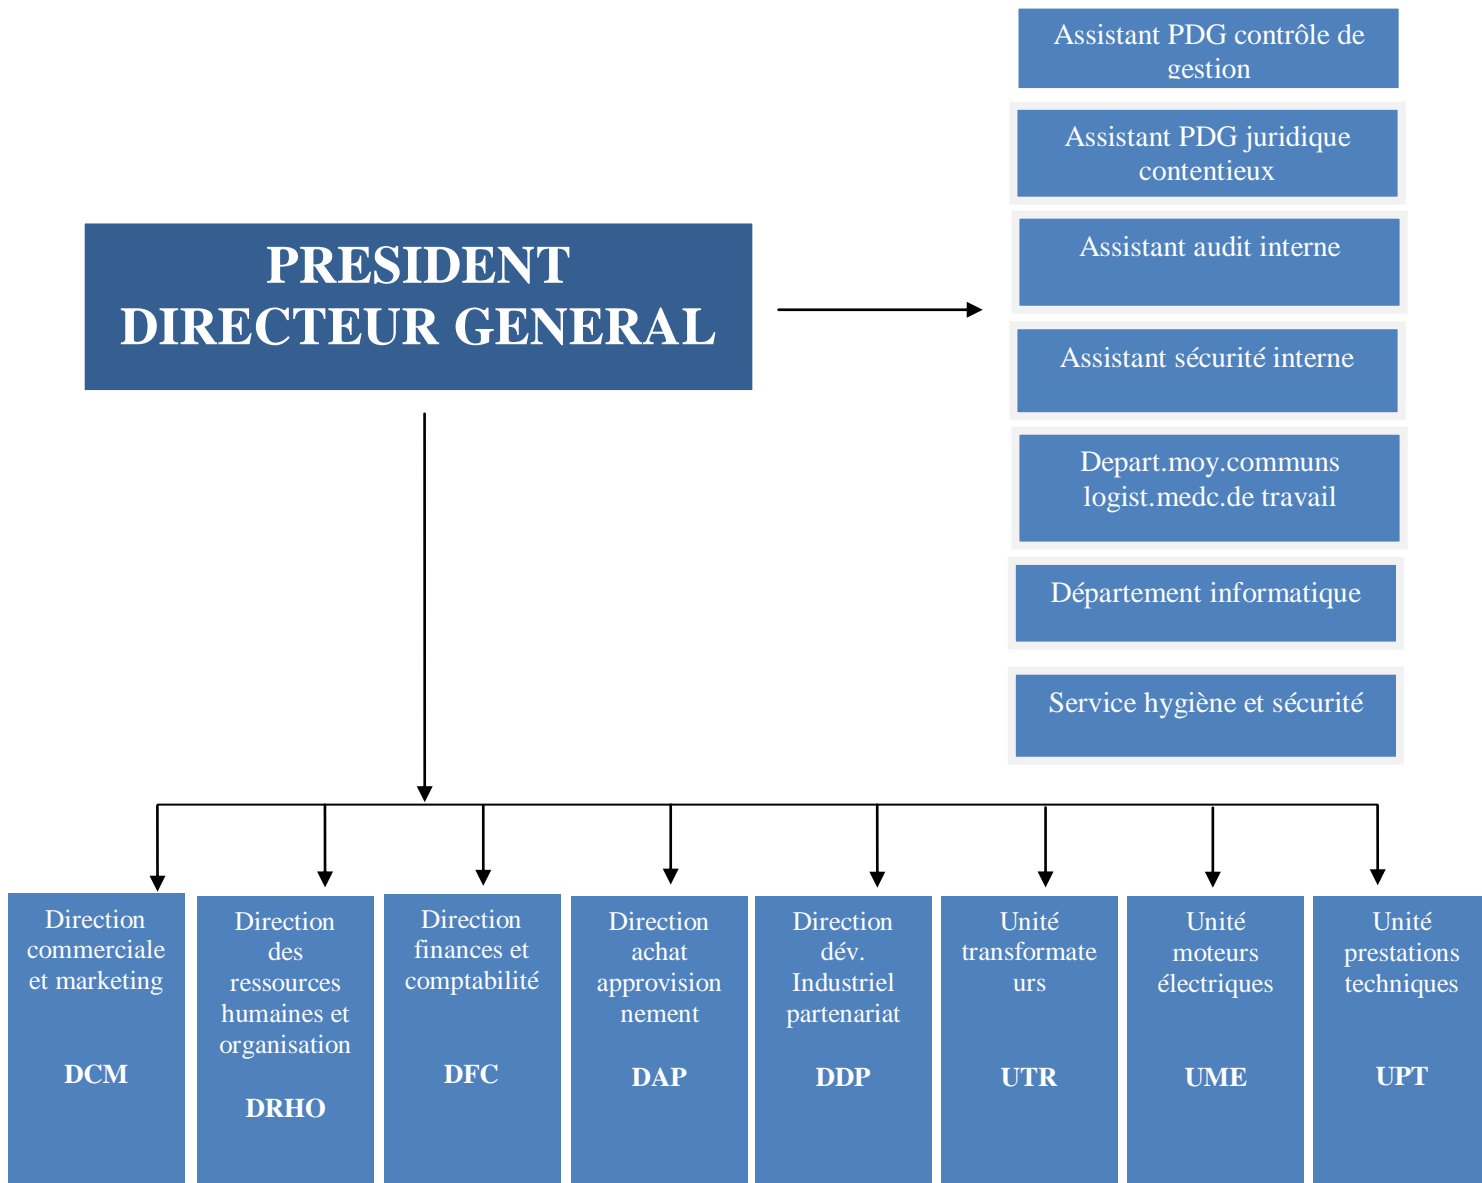 Assistant PDG contrôle de
gestion
Assistant PDG juridique
contentieux
PRESIDENT
DIRECTEUR GENERAL
Assistant audit interne
Assistant sécurité interne
Depart.moy.communs
logist.medc.de travail
Département informatique
Service hygiène et sécurité
Direction
commerciale
et marketing
DCM
Direction
des
ressources
humaines et
organisation
DRHO
Direction
finances et
comptabilité
DFC
Direction
achat
approvision
nement
DAP
Direction
dév.
Industriel
partenariat
DDP
Unité
transformate
urs
UTR
Unité
moteurs
électriques
UME
Unité
prestations
techniques
UPT